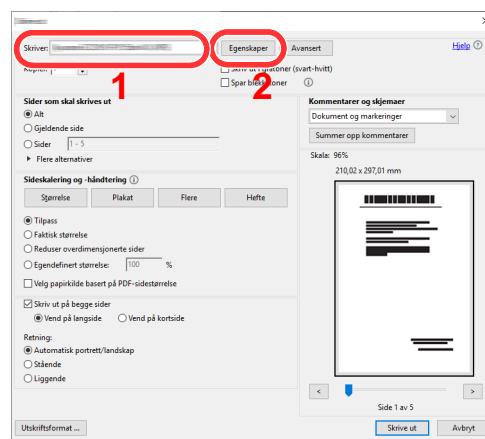 Skriver:
Egenskaper
Avansert
Hjelp
1
2
Skriv ut i gråtoner (svart-hvitt)
Spar blekk/toner
Sider som skal skrives ut
Alt
Gjeldende side
Sider 1 - 5
Flere alternativer
Kommentarer og skjemaer
Dokument og markeringer
Summer opp kommentarer
Skala: 96%
210,02 x 297,01 mm
Sideskalering og -håndtering
Størrelse
Plakat
Flere
Hefte
Tilpass
Faktisk størrelse
Reduser overdimensjonerte sider
Egendefinert størrelse: 100 %
Velg papirkilde basert på PDF-sidestørrelse
Skriv ut på begge sider
Vend på langside
Vend på kortside
Retning:
Automatisk portrett/landskap
Stående
Liggende
<
>
Side 1 av 5
Utskriftsformat ...
Skrive ut
Avbryt